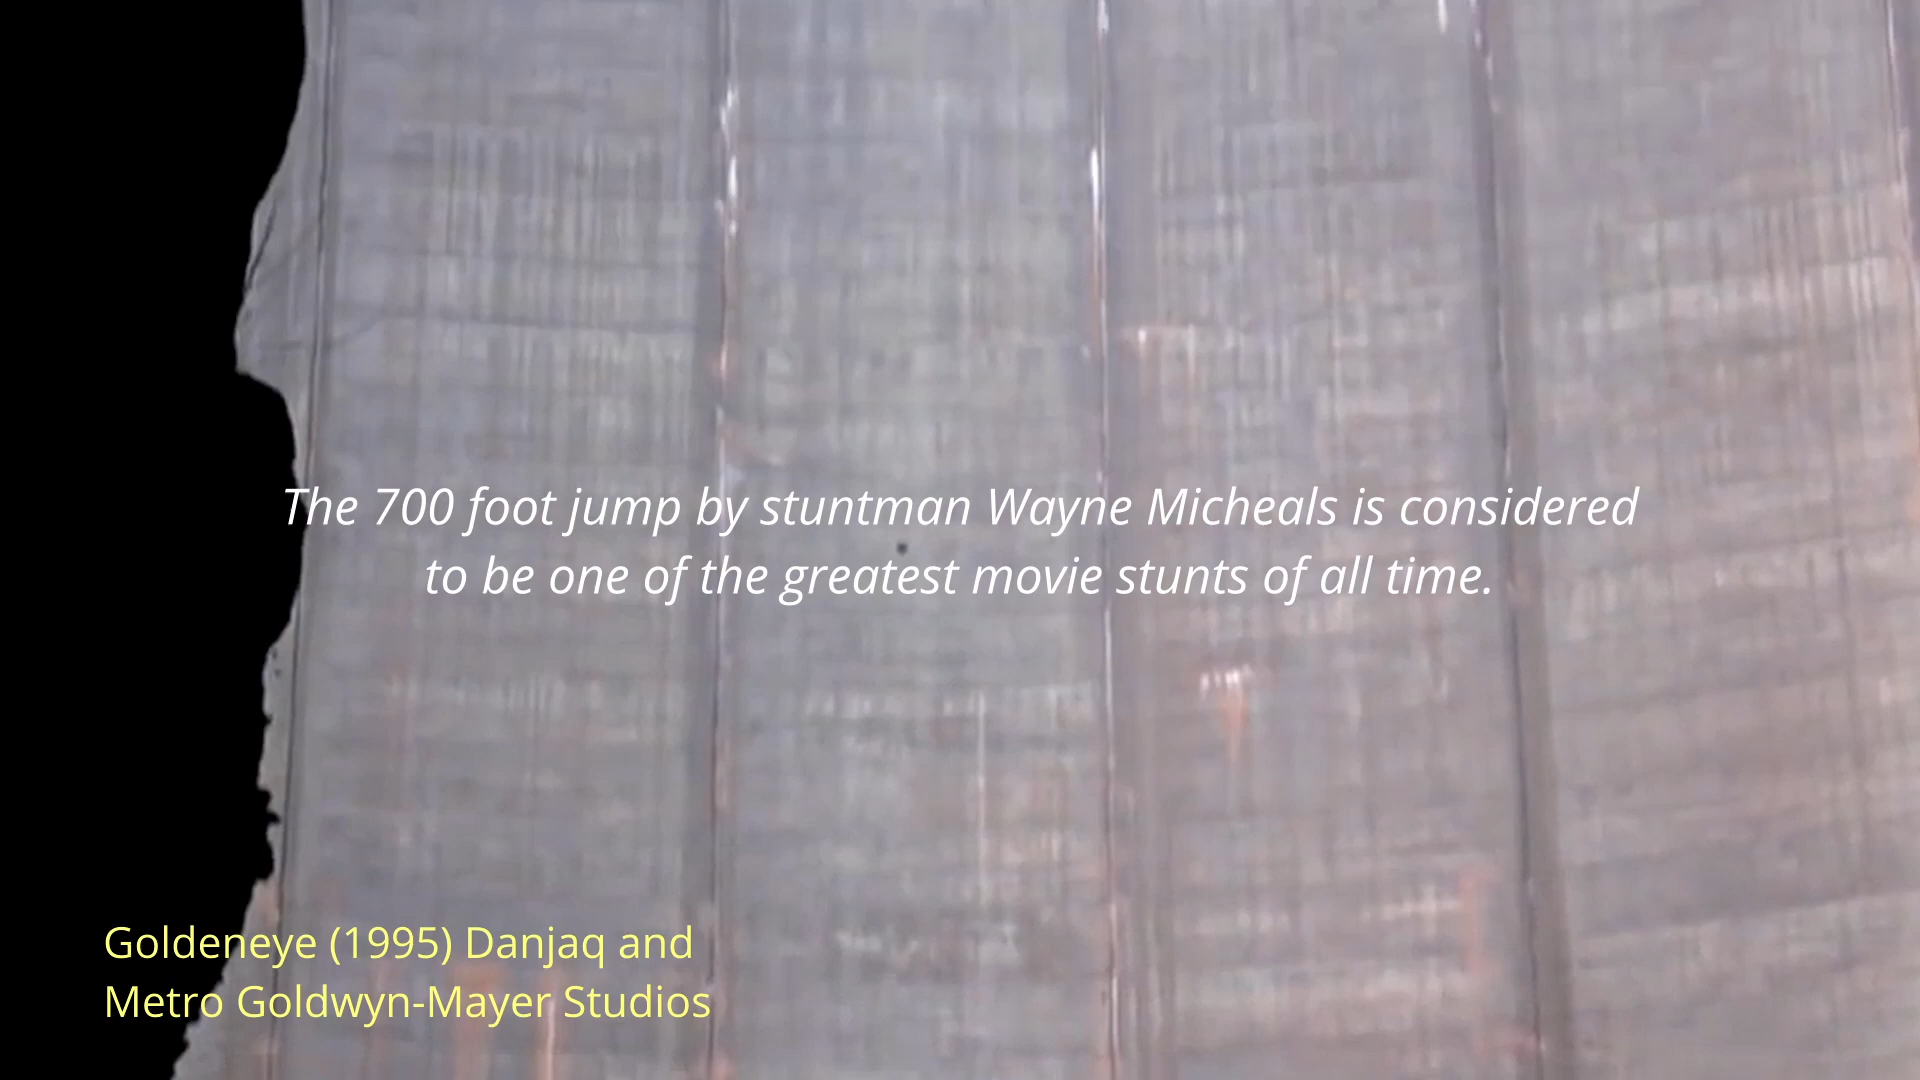 The 700 foot jump by stuntman Wayne Micheals is considered
to be one of the greatest movie stunts of all time.
Goldeneye (1995) Danjaq and
Metro Goldwyn-Mayer Studios